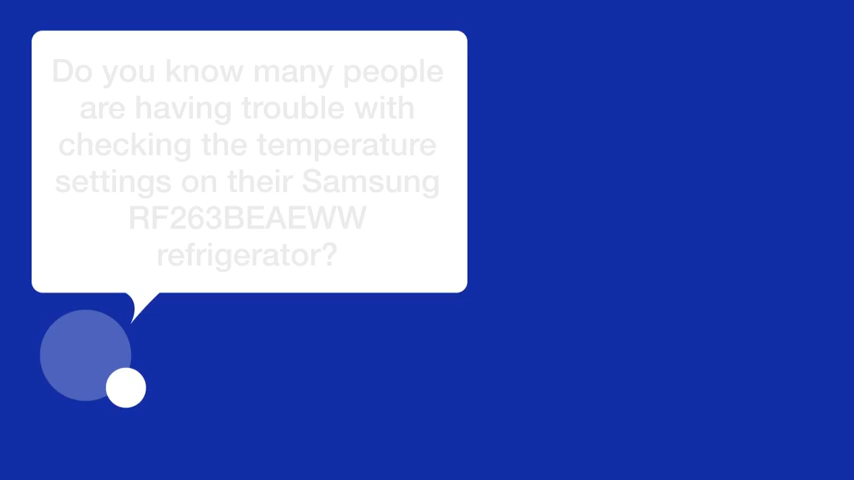 Do you know many people
are having trouble with
checking the temperature
settings on their Samsung
RF263BEAEWW
refrigerator?